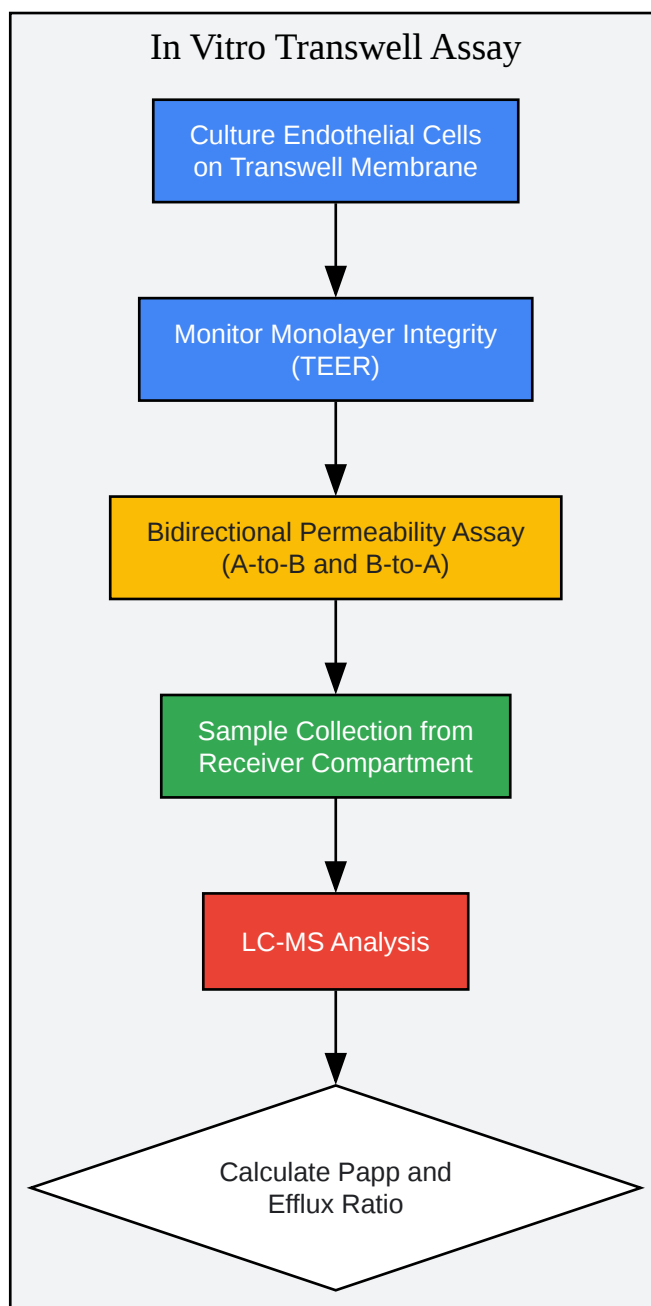 In Vitro Transwell Assay
Culture Endothelial Cells
on Transwell Membrane
Monitor Monolayer Integrity
(TEER)
Bidirectional Permeability Assay
(A-to-B and B-to-A)
Sample Collection from
Receiver Compartment
LC-MS Analysis
Calculate Papp and
Efflux Ratio